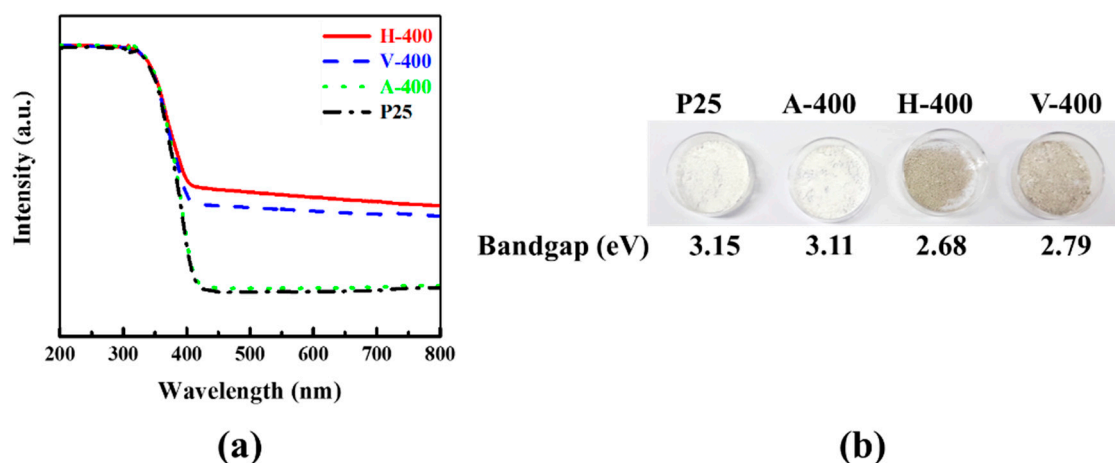 H-400
V-400
A-400
P25
Intensity (a.u.)
200 300 400 500 600 700 800
Wavelength (nm)
(a)
P25 A-400 H-400 V-400
Bandgap (eV) 3.15 3.11 2.68 2.79
(b)